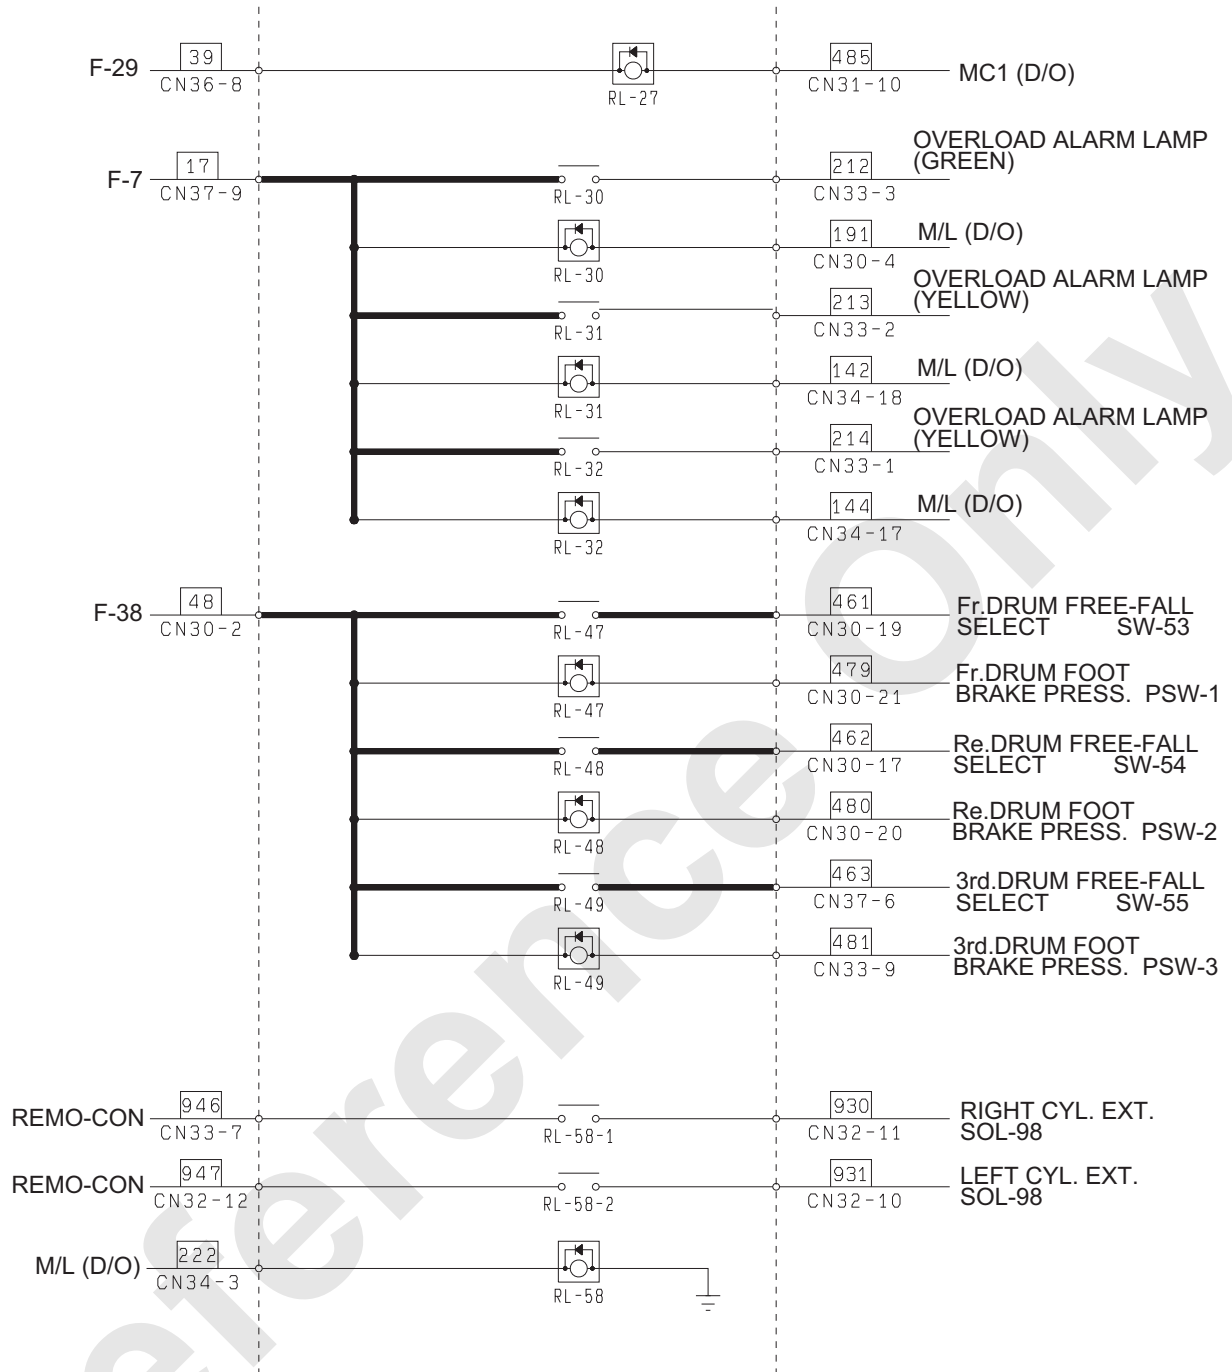 F-29 39 CN36-8 RL-27 485 CN31-10 MC1 (D/O)
F-7 17 CN37-9 RL-30 212 CN33-3 OVERLOAD ALARM LAMP
(GREEN)
RL-30 191 CN30-4 M/L (D/O)
RL-31 213 CN33-2 OVERLOAD ALARM LAMP
(YELLOW)
RL-31 142 CN34-18 M/L (D/O)
RL-32 214 CN33-1 OVERLOAD ALARM LAMP
(YELLOW)
RL-32 144 CN34-17 M/L (D/O)
F-38 48 CN30-2 RL-47 461 CN30-19 Fr.DRUM FREE-FALL
SELECT SW-53
RL-47 479 CN30-21 Fr.DRUM FOOT
BRAKE PRESS. PSW-1
RL-48 462 CN30-17 Re.DRUM FREE-FALL
SELECT SW-54
RL-48 480 CN30-20 Re.DRUM FOOT
BRAKE PRESS. PSW-2
RL-49 463 CN37-6 3rd.DRUM FREE-FALL
SELECT SW-55
RL-49 481 CN33-9 3rd.DRUM FOOT
BRAKE PRESS. PSW-3
REMO-CON 946 CN33-7 RL-58-1 930 CN32-11 RIGHT CYL. EXT.
SOL-98
REMO-CON 947 CN32-12 RL-58-2 931 CN32-10 LEFT CYL. EXT.
SOL-98
M/L (D/O) 222 CN34-3 RL-58
eference Only